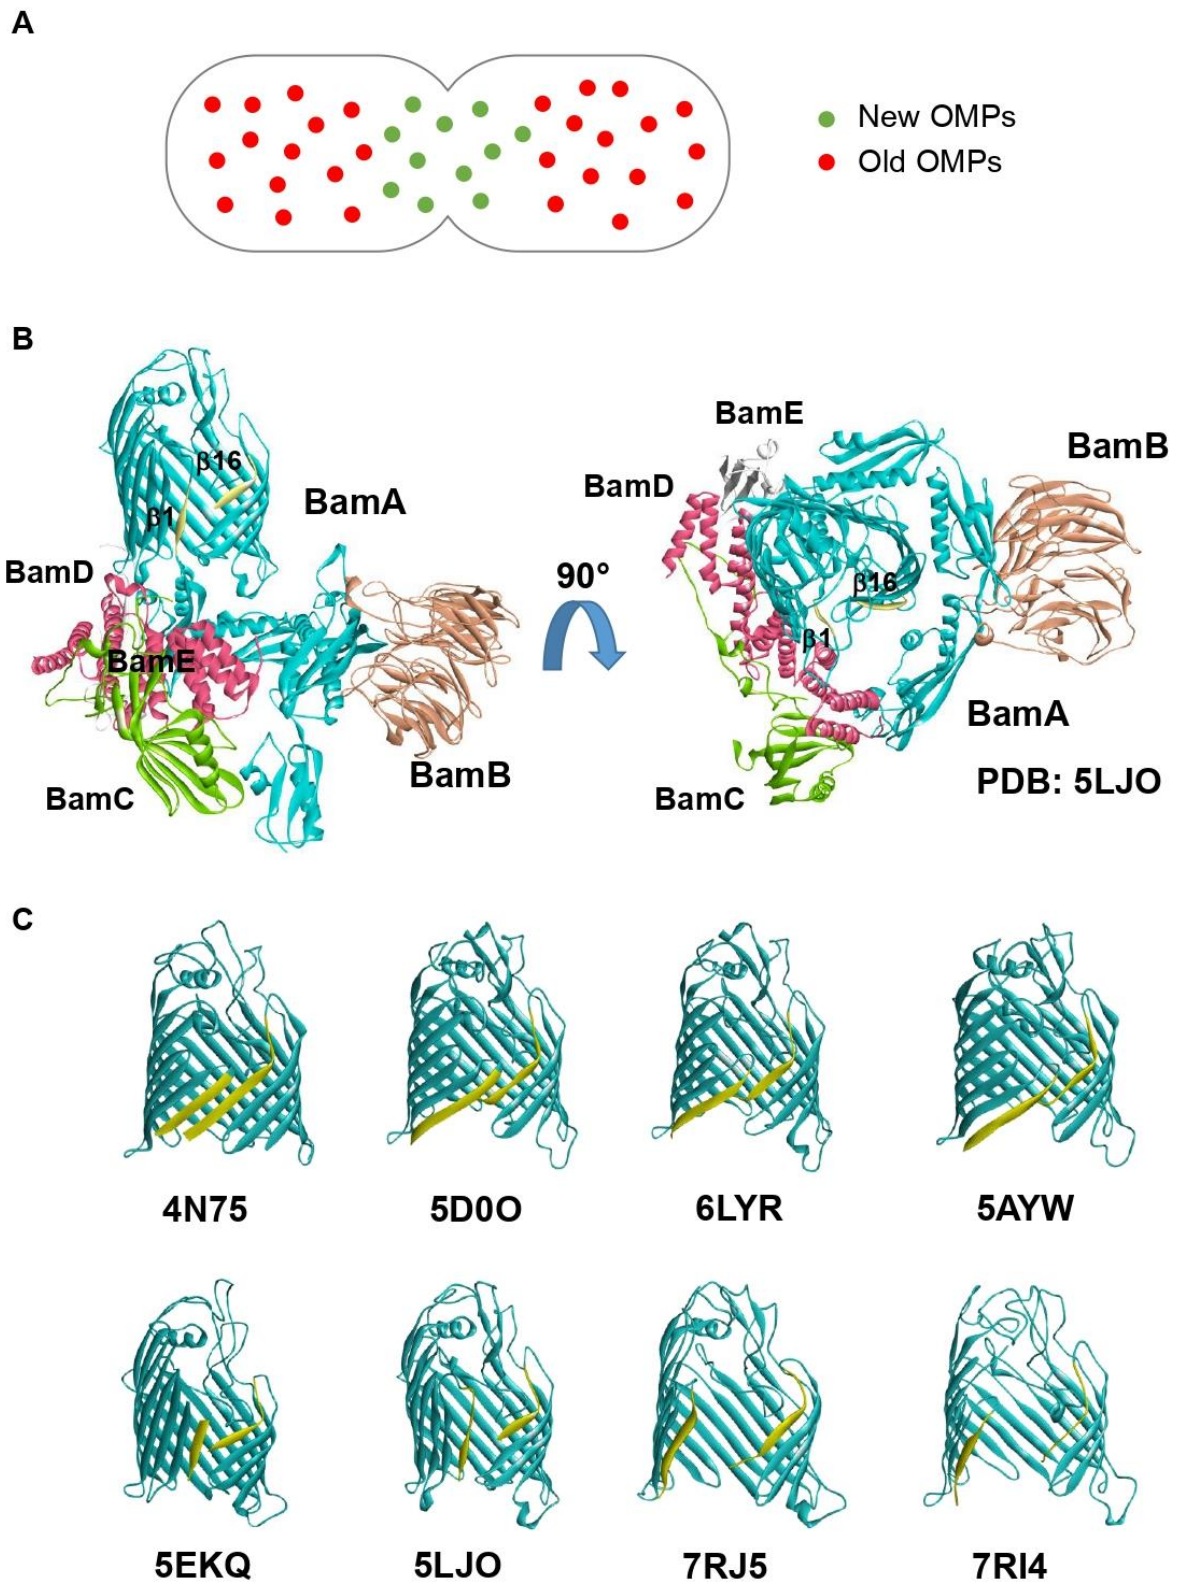 A
New OMPs
Old OMPs
B
β16
β1
BamA
BamD
BamE
BamC
BamB
90°
BamE
BamD
BamB
β16
β1
BamA
BamC
PDB: 5LJO
C
4N75
5D0O
6LYR
5AYW
5EKQ
5LJO
7RJ5
7RI4